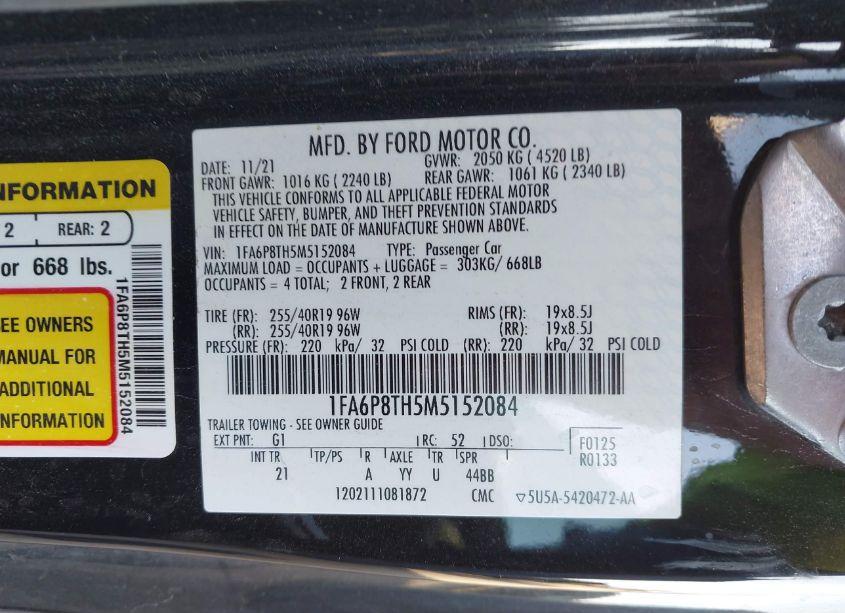 NFORMATION
2 REAR: 2
or 668 lbs.
SEE OWNERS
MANUAL FOR
ADDITIONAL
INFORMATION
1FA6P8TH5M5152084
MFD. BY FORD MOTOR CO.
DATE: 11/21 GVWR: 2050 KG ( 4520 LB)
FRONT GAWR: 1016 KG ( 2240 LB) REAR GAWR: 1061 KG ( 2340 LB)
THIS VEHICLE CONFORMS TO ALL APPLICABLE FEDERAL MOTOR
VEHICLE SAFETY, BUMPER, AND THEFT PREVENTION STANDARDS
IN EFFECT ON THE DATE OF MANUFACTURE SHOWN ABOVE.
VIN: 1FA6P8TH5M5152084 TYPE: Passenger Car
MAXIMUM LOAD = OCCUPANTS + LUGGAGE = 303KG/ 668LB
OCCUPANTS = 4 TOTAL; 2 FRONT, 2 REAR
TIRE (FR): 255/40R19 96W RIMS (FR): 19x8.5J
(RR): 255/40R19 96W (RR): 19x8.5J
PRESSURE (FR): 220 kPa/ 32 PSI COLD (RR): 220 kPa/ 32 PSI COLD
1FA6P8TH5M5152084
TRAILER TOWING - SEE OWNER GUIDE
EXT PNT: G1 RC: 52 DSO: F0125
R0133
INT TR TP/PS R AXLE TR SPR
21 A YY U 44BB
1202111081872 CMC ▽5U5A-5420472-AA